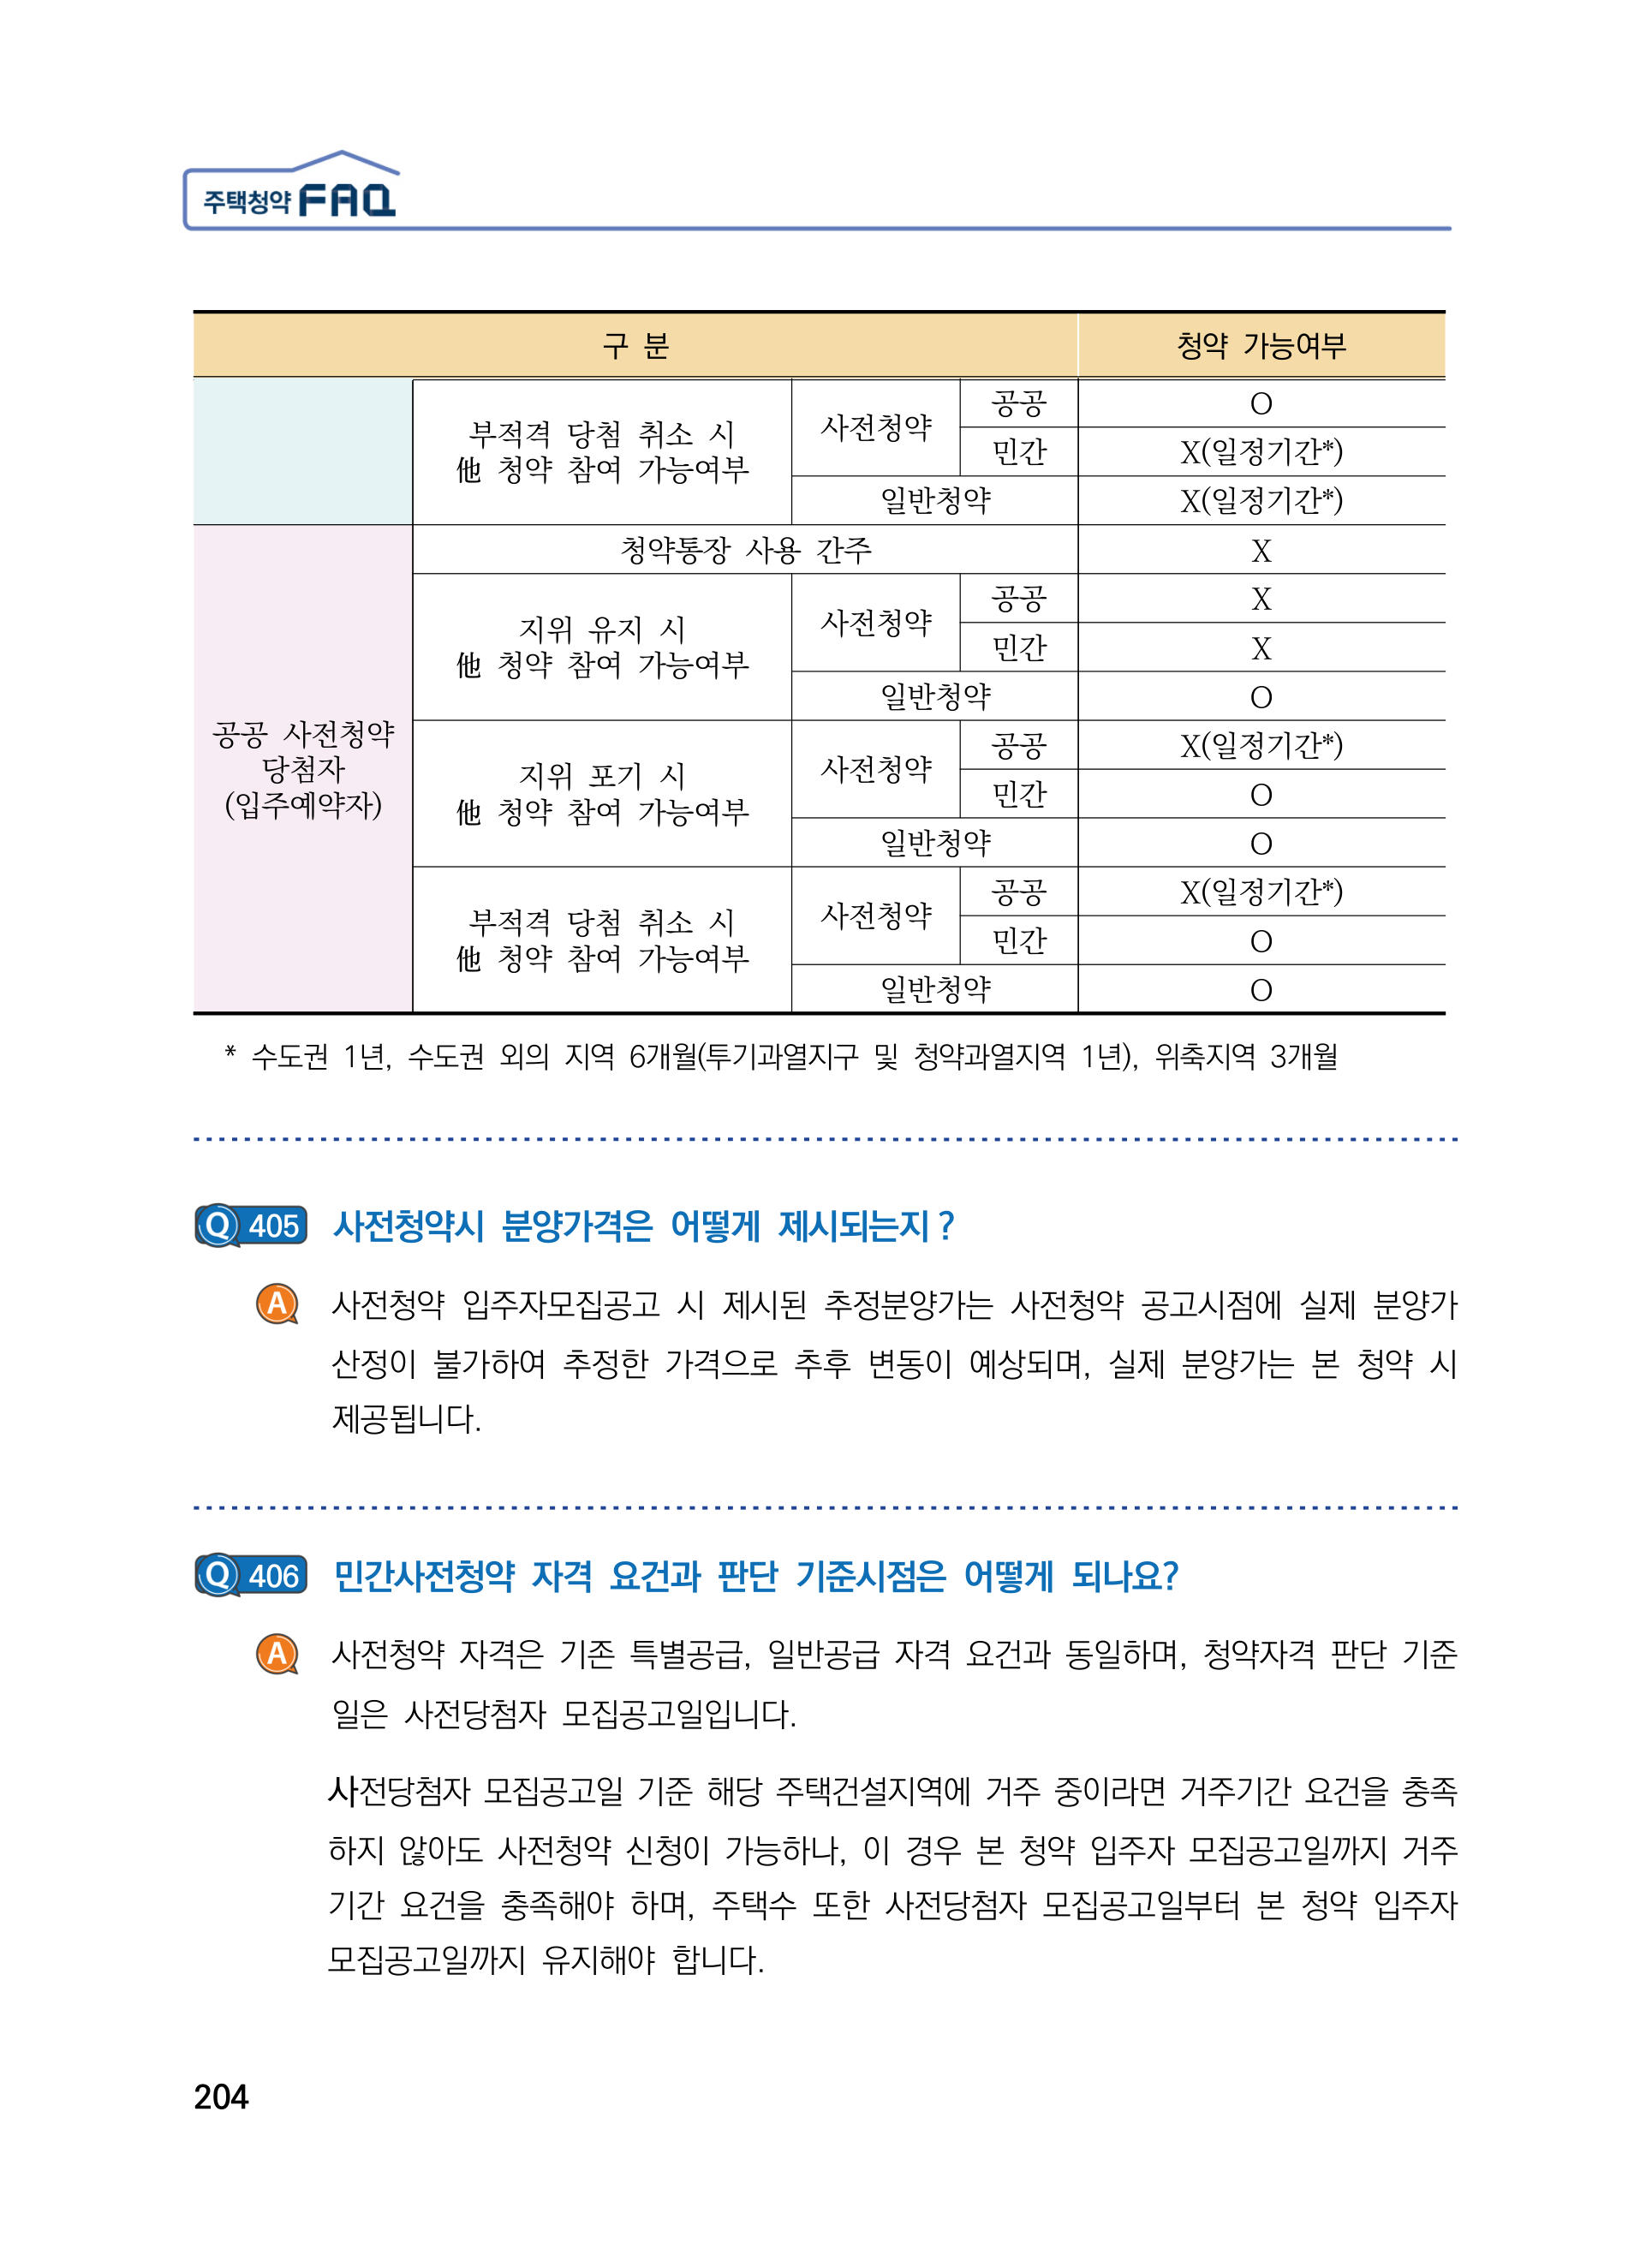 주택청약 FAQ
구 분 청약 가능여부
부적격 당첨 취소 시
他 청약 참여 가능여부
사전청약 공공 O
민간 X(일정기간*)
일반청약 X(일정기간*)
공공 사전청약
당첨자
(입주예약자)
청약통장 사용 간주 X
지위 유지 시
他 청약 참여 가능여부
사전청약 공공 X
민간 X
일반청약 O
지위 포기 시
他 청약 참여 가능여부
사전청약 공공 X(일정기간*)
민간 O
일반청약 O
부적격 당첨 취소 시
他 청약 참여 가능여부
사전청약 공공 X(일정기간*)
민간 O
일반청약 O
* 수도권 1년, 수도권 외의 지역 6개월(투기과열지구 및 청약과열지역 1년), 위축지역 3개월
Q 405 사전청약시 분양가격은 어떻게 제시되는지 ?
A 사전청약 입주자모집공고 시 제시된 추정분양가는 사전청약 공고시점에 실제 분양가
산정이 불가하여 추정한 가격으로 추후 변동이 예상되며, 실제 분양가는 본 청약 시
제공됩니다.
Q 406 민간사전청약 자격 요건과 판단 기준시점은 어떻게 되나요?
A 사전청약 자격은 기존 특별공급, 일반공급 자격 요건과 동일하며, 청약자격 판단 기준
일은 사전당첨자 모집공고일입니다.
사전당첨자 모집공고일 기준 해당 주택건설지역에 거주 중이라면 거주기간 요건을 충족
하지 않아도 사전청약 신청이 가능하나, 이 경우 본 청약 입주자 모집공고일까지 거주
기간 요건을 충족해야 하며, 주택수 또한 사전당첨자 모집공고일부터 본 청약 입주자
모집공고일까지 유지해야 합니다.
204